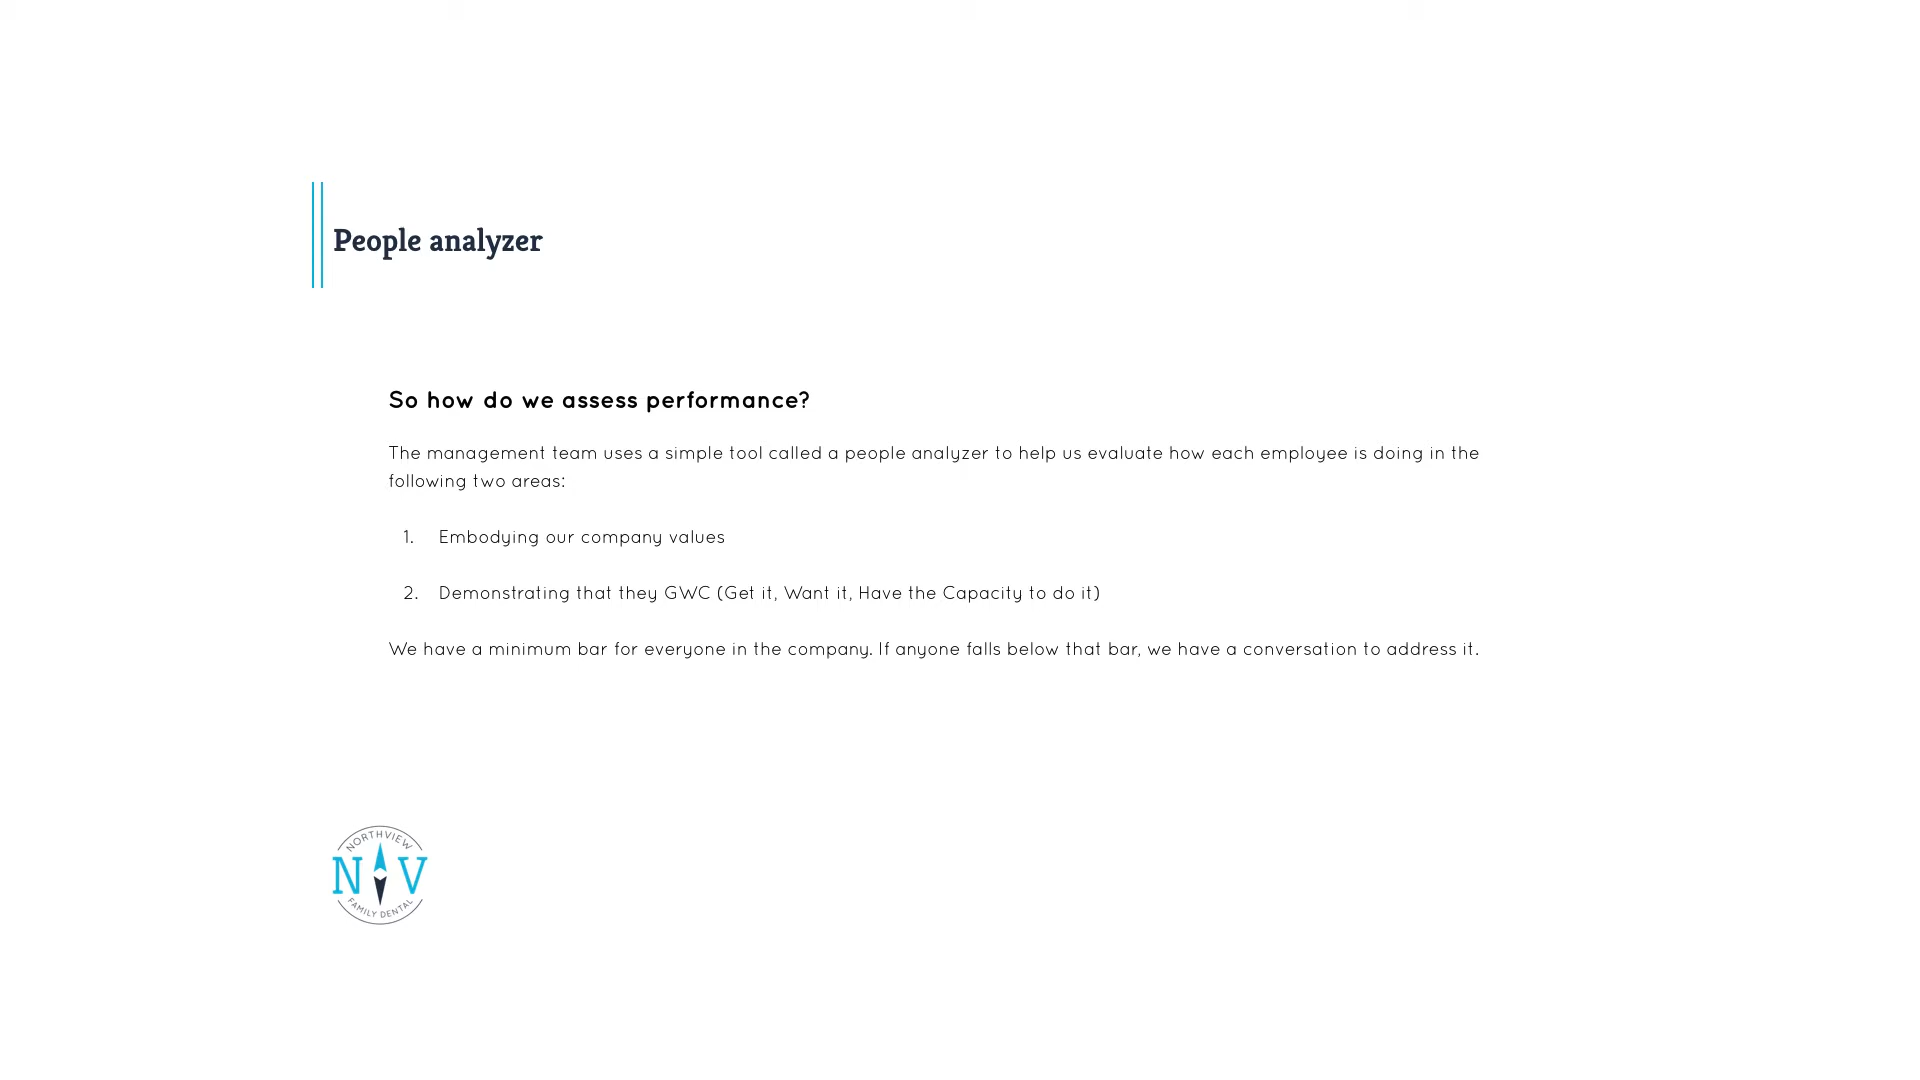 People analyzer
So how do we assess performance?
The management team uses a simple tool called a people analyzer to help us evaluate how each employee is doing in the
following two areas:
1. Embodying our company values
2. Demonstrating that they GWC (Get it, Want it, Have the Capacity to do it)
We have a minimum bar for everyone in the company. If anyone falls below that bar, we have a conversation to address it.
NORTHVIEW
N V
FAMILY DENTAL